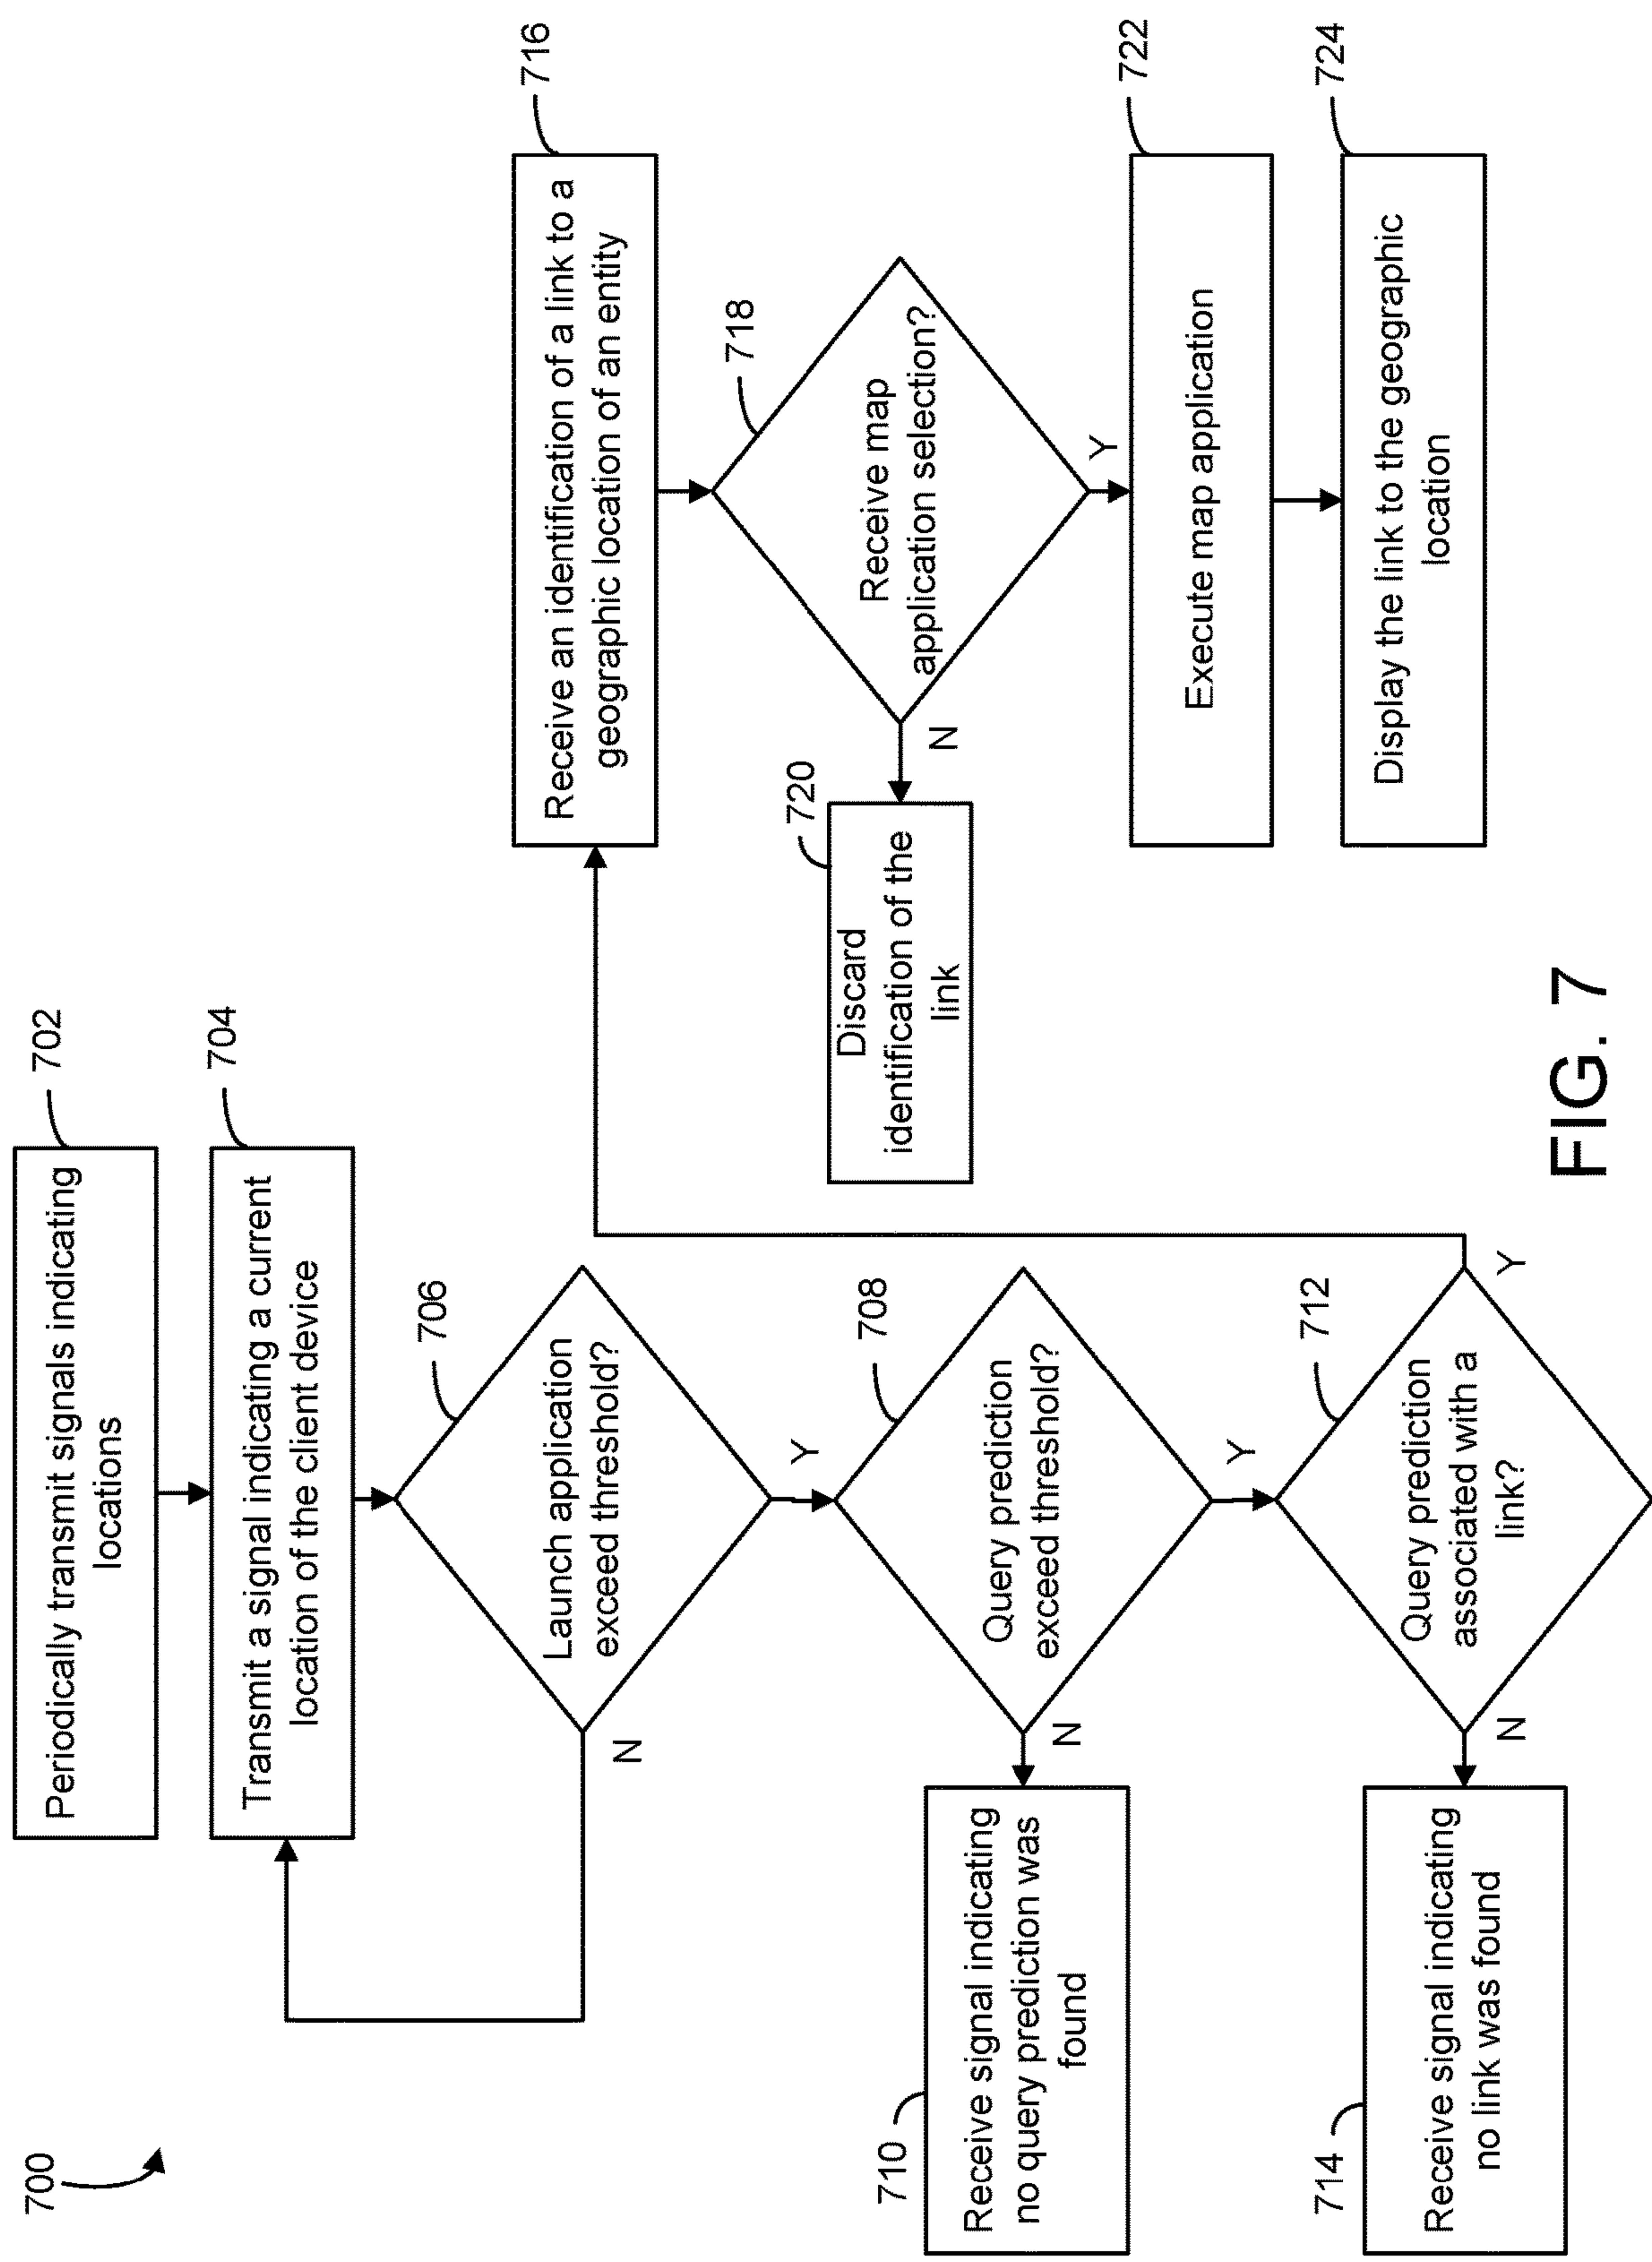 700
702
Periodically transmit signals indicating
locations
704
Transmit a signal indicating a current
location of the client device
706
Launch application
exceed threshold?
N
Y
708
Query prediction
exceed threshold?
N
Y
710
Receive signal indicating
no query prediction was
found
712
Query prediction
associated with a
link?
N
Y
714
Receive signal indicating
no link was found
716
Receive an identification of a link to a
geographic location of an entity
718
Receive map
application selection?
N
Y
720
Discard
identification of the
link
722
Execute map application
724
Display the link to the geographic
location
FIG. 7